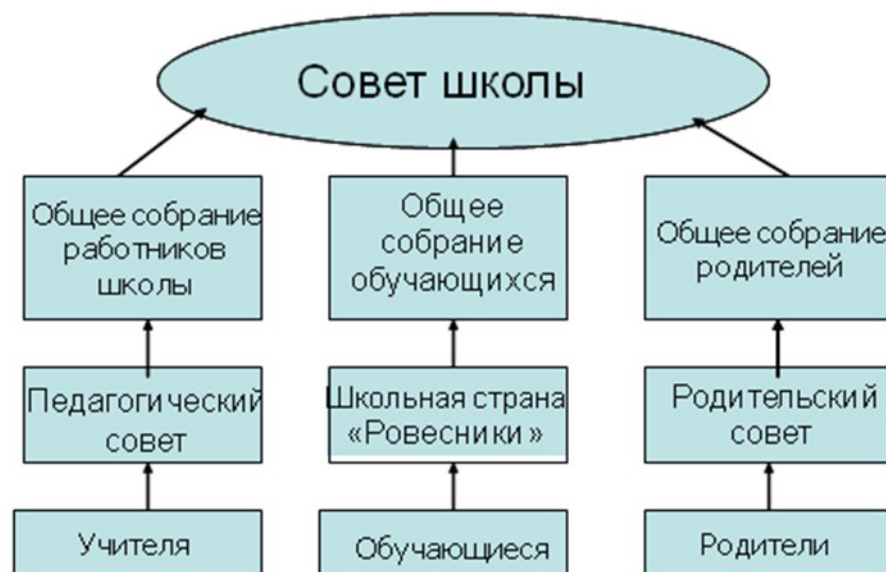 Совет школы
Общее собрание
работников
школы
Общее
собрание
обучающихся
Общее собрание
родителей
Педагогический
совет
Школьная страна
«Ровесники»
Родительский
совет
Учителя
Обучающиеся
Родители